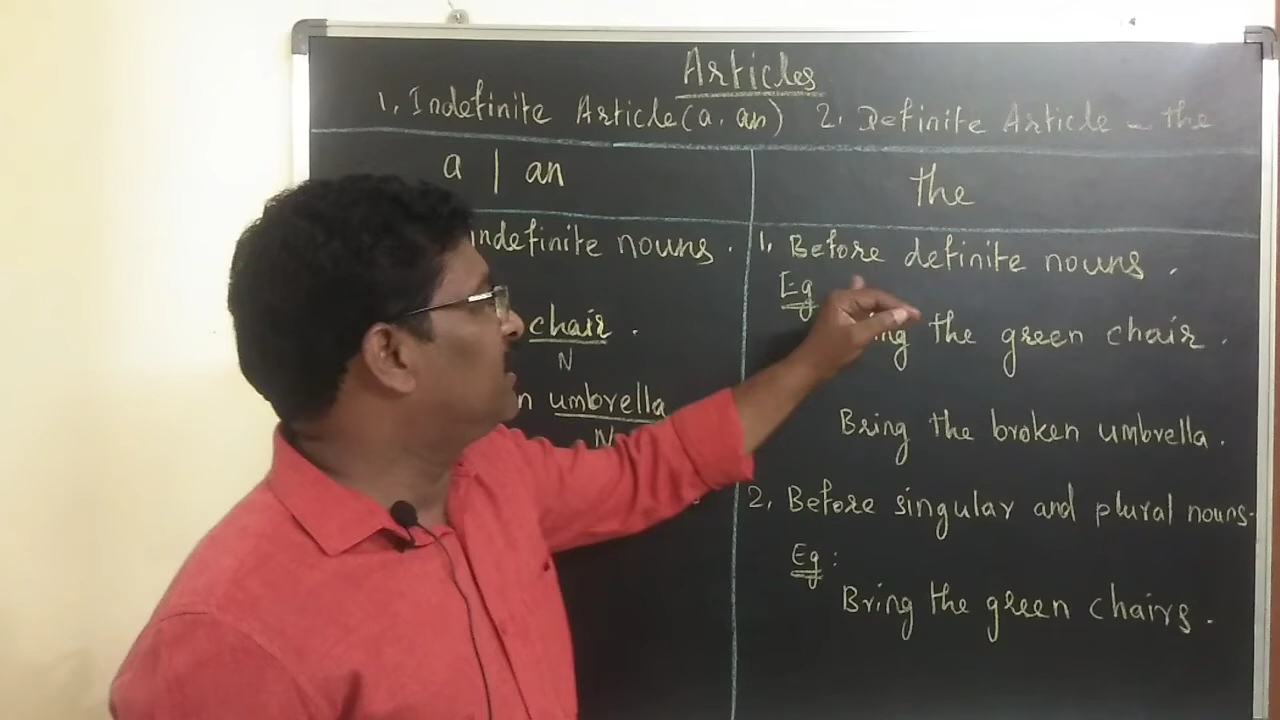 Articles
1. Indefinite Article (a, an) 2. Definite Article - the
a | an
the
indefinite nouns.
1. Before definite nouns.
Eg
chair.
N
the green chair.
umbrella
N
Bring the broken umbrella.
2. Before singular and plural nouns.
Eg:
Bring the green chairs.